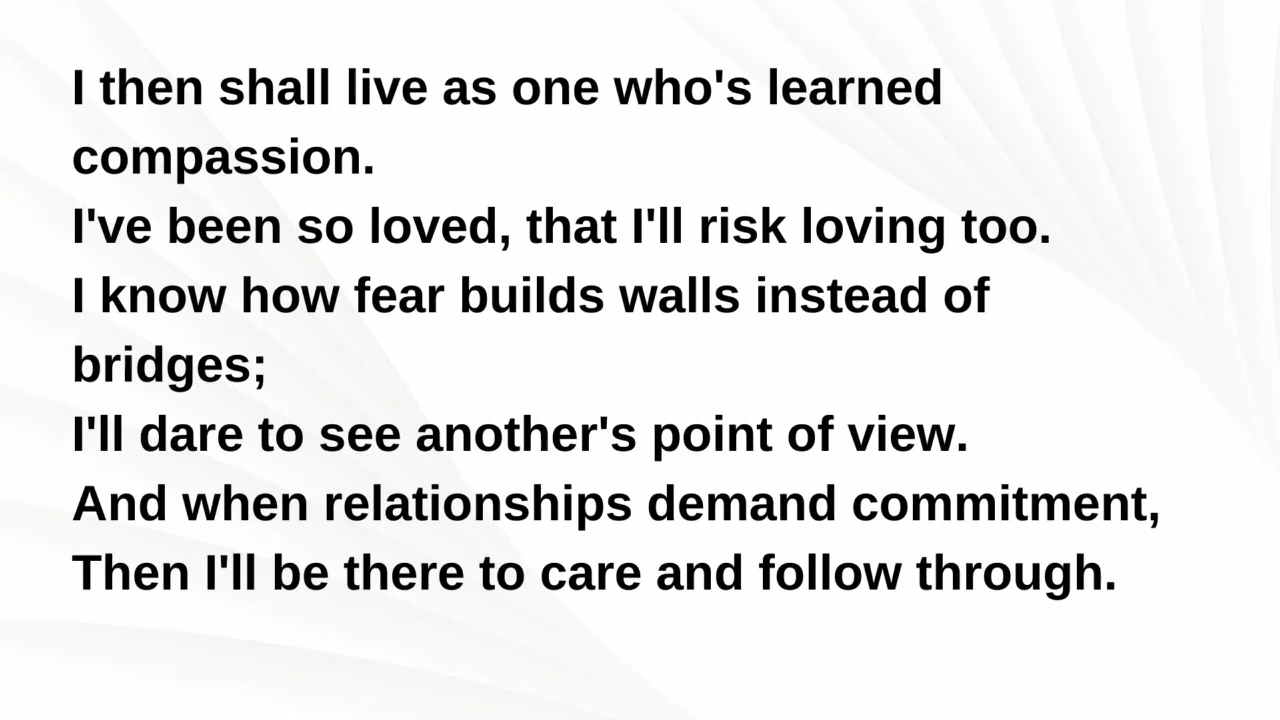 I then shall live as one who's learned
compassion.
I've been so loved, that I'll risk loving too.
I know how fear builds walls instead of
bridges;
I'll dare to see another's point of view.
And when relationships demand commitment,
Then I'll be there to care and follow through.